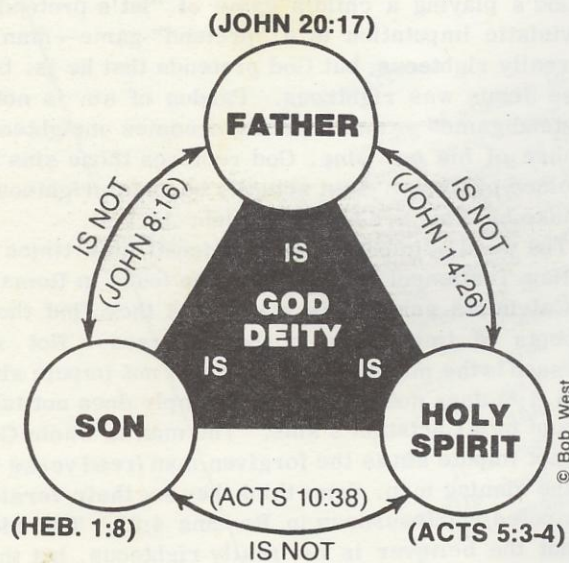 (JOHN 20:17)
FATHER
IS NOT
(JOHN 8:16)
IS NOT
(JOHN 14:26)
IS
GOD
DEITY
IS
IS
SON
HOLY
SPIRIT
(ACTS 10:38)
IS NOT
(HEB. 1:8)
(ACTS 5:3-4)
© Bob West